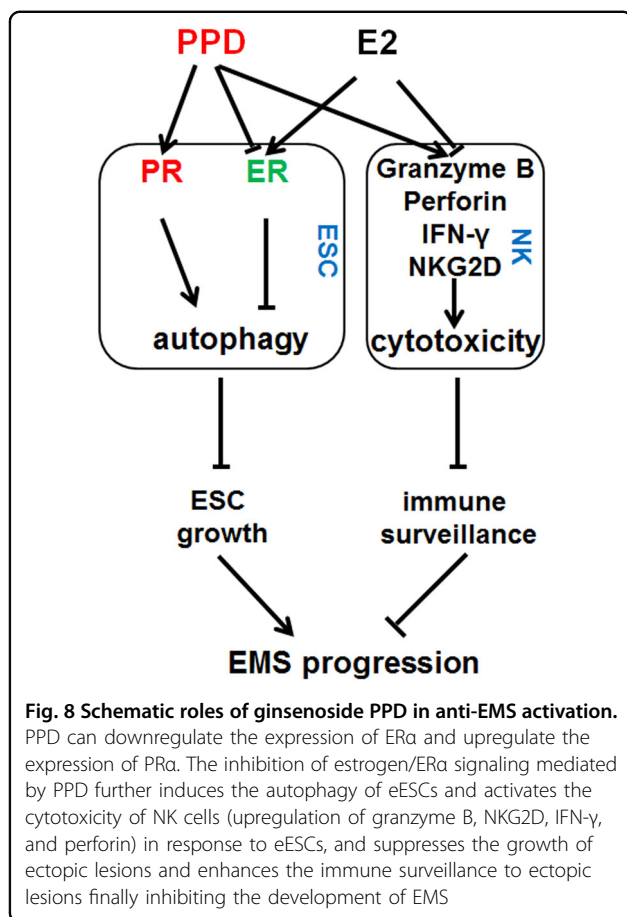 PPD E2
PR ER
ESC
Granzyme B
Perforin
IFN-γ
NKG2D
NK
autophagy cytotoxicity
ESC
growth
immune
surveillance
EMS progression
Fig. 8 Schematic roles of ginsenoside PPD in anti-EMS activation.
PPD can downregulate the expression of ERα and upregulate the
expression of PRα. The inhibition of estrogen/ERα signaling mediated
by PPD further induces the autophagy of eESCs and activates the
cytotoxicity of NK cells (upregulation of granzyme B, NKG2D, IFN-γ,
and perforin) in response to eESCs, and suppresses the growth of
ectopic lesions and enhances the immune surveillance to ectopic
lesions finally inhibiting the development of EMS